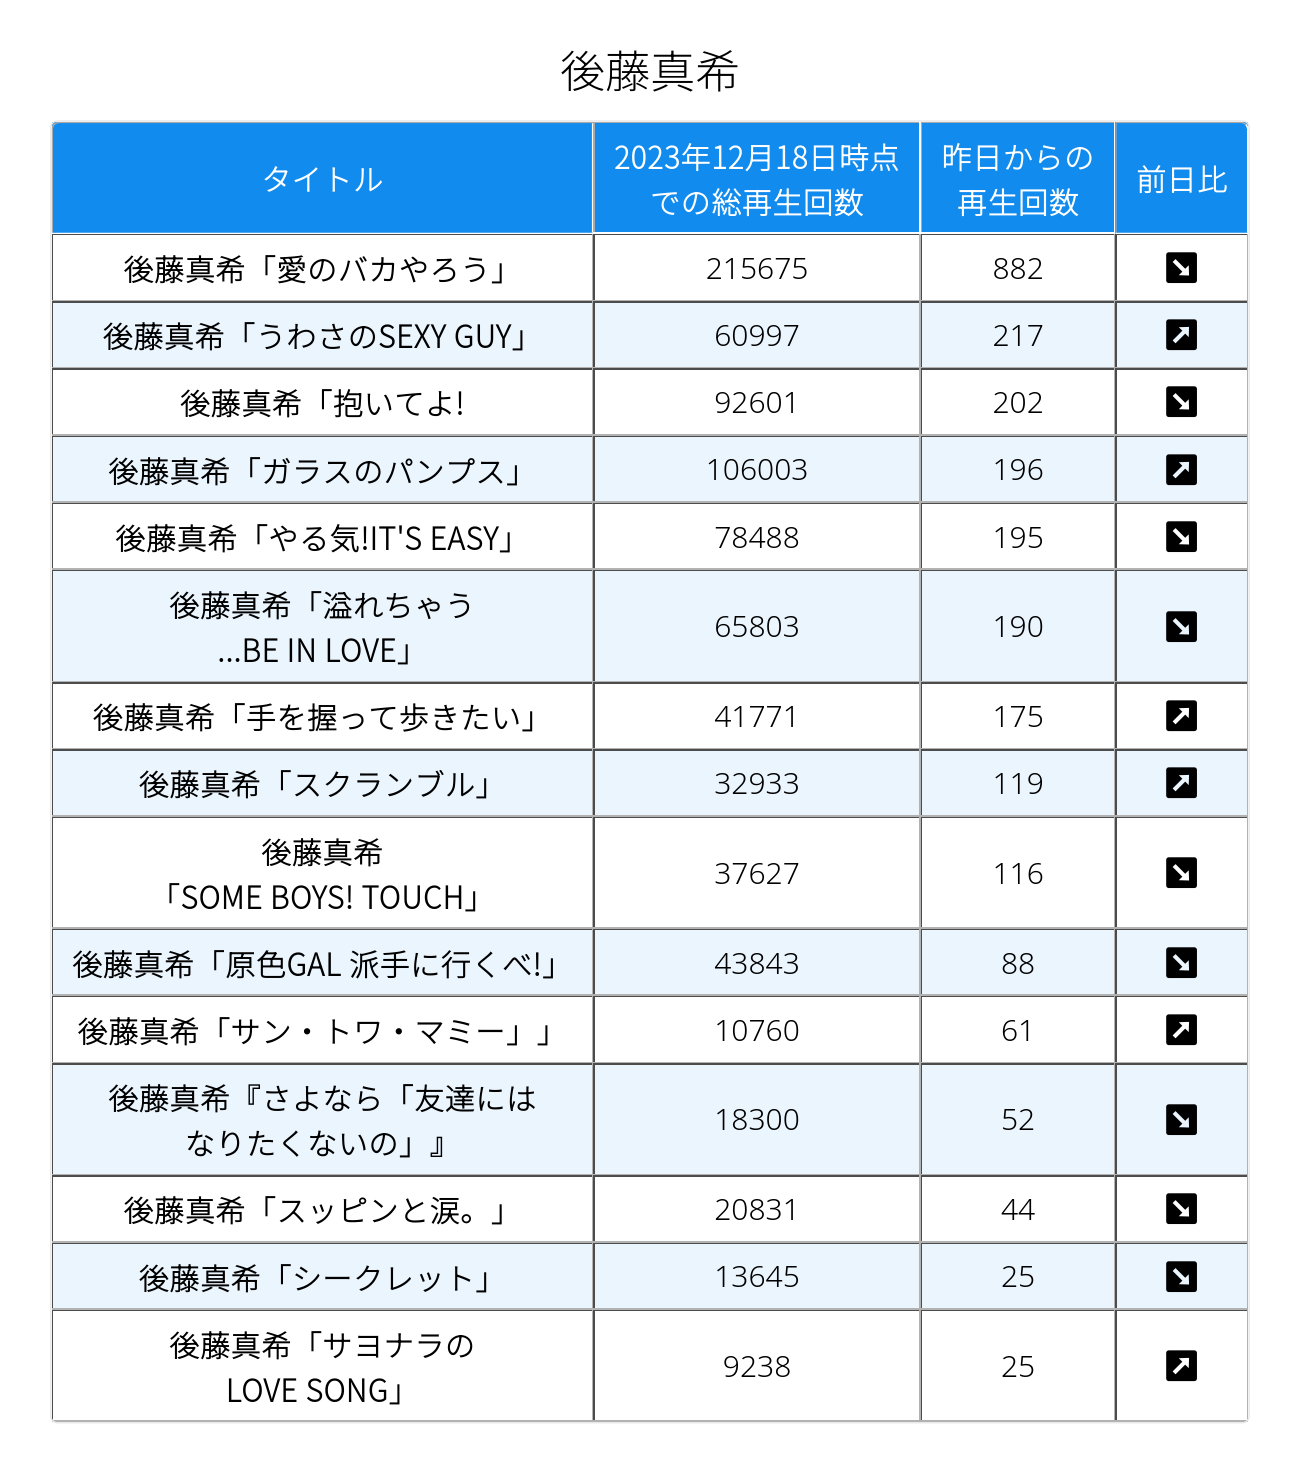 後藤真希
タイトル
2023年12月18日時点
での総再生回数
昨日からの
再生回数
前日比
後藤真希「愛のバカやろう」 215675 882 ↘
後藤真希「うわさのSEXY GUY」 60997 217 ↗
後藤真希「抱いてよ! 92601 202 ↘
後藤真希「ガラスのパンプス」 106003 196 ↗
後藤真希「やる気!IT'S EASY」 78488 195 ↘
後藤真希「溢れちゃう
...BE IN LOVE」
65803 190 ↘
後藤真希「手を握って歩きたい」 41771 175 ↗
後藤真希「スクランブル」 32933 119 ↗
後藤真希
「SOME BOYS! TOUCH」
37627 116 ↘
後藤真希「原色GAL 派手に行くべ!」 43843 88 ↘
後藤真希「サン・トワ・マミー」」 10760 61 ↗
後藤真希『さよなら「友達には
なりたくないの」』
18300 52 ↘
後藤真希「スッピンと涙。」 20831 44 ↘
後藤真希「シークレット」 13645 25 ↘
後藤真希「サヨナラの
LOVE SONG」
9238 25 ↗